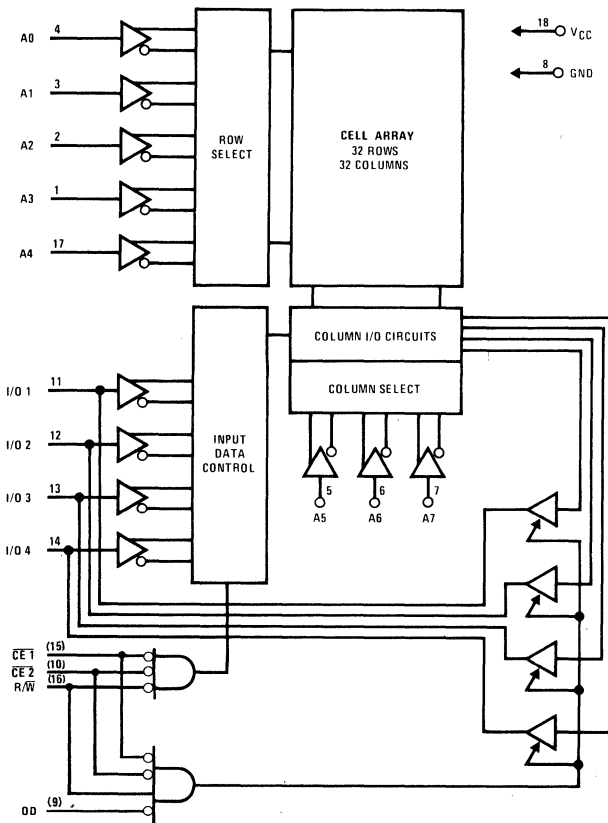 A0 4
A1 3
A2 2
A3 1
A4 17
ROW
SELECT
CELL ARRAY
32 ROWS
32 COLUMNS
18 VCC
8 GND
I/O 1 11
I/O 2 12
I/O 3 13
I/O 4 14
INPUT
DATA
CONTROL
COLUMN I/O CIRCUITS
COLUMN SELECT
5 6 7
A5 A6 A7
CE 1 (15)
CE 2 (10)
R/W (16)
OD (9)